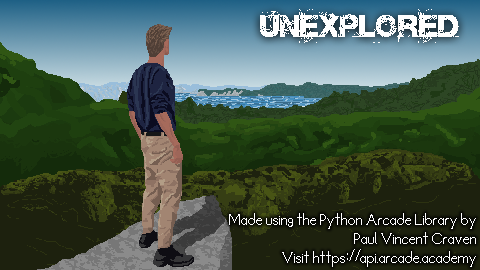 UNEXPLORED
Made using the Python Arcade Library by
Paul Vincent Craven
Visit https://api.arcade.academy